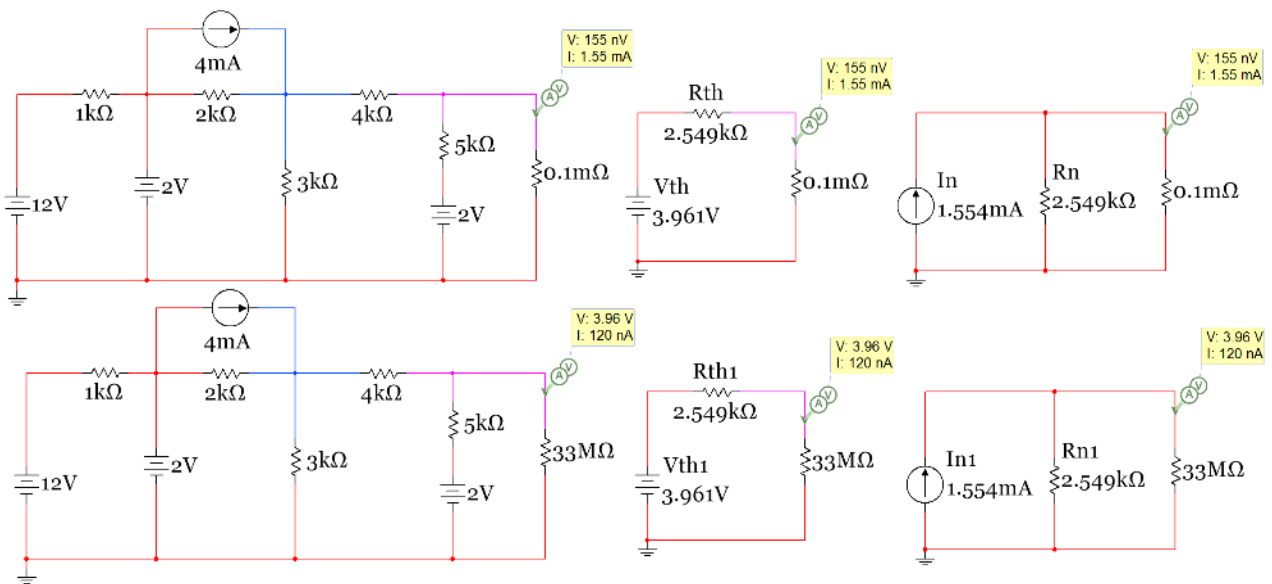 V: 155 nV
I: 1.55 mA
4mA
1kΩ
2kΩ
4kΩ
5kΩ
3kΩ
0.1mΩ
12V
2V
2V
V: 155 nV
I: 1.55 mA
Rth
2.549kΩ
Vth
3.961V
0.1mΩ
V: 155 nV
I: 1.55 mA
In
1.554mA
Rn
2.549kΩ
0.1mΩ
V: 3.96 V
I: 120 nA
4mA
1kΩ
2kΩ
4kΩ
5kΩ
3kΩ
33MΩ
12V
2V
2V
V: 3.96 V
I: 120 nA
Rth1
2.549kΩ
Vth1
3.961V
33MΩ
V: 3.96 V
I: 120 nA
In1
1.554mA
Rn1
2.549kΩ
33MΩ
A V
A V
A V
A V
A V
A V